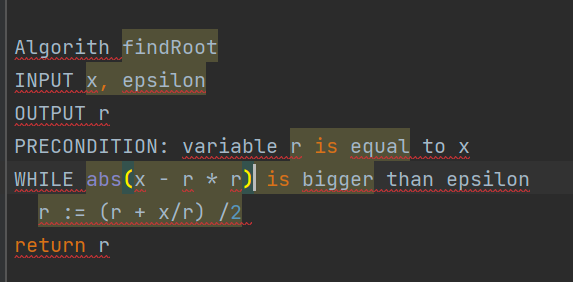 Algorith findRoot
INPUT x, epsilon
OUTPUT r
PRECONDITION: variable r is equal to x
WHILE abs(x - r * r) is bigger than epsilon
  r := (r + x/r) /2
return r